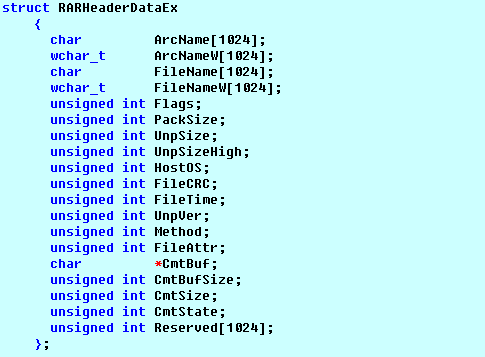 struct RARHeaderDataEx
{
char ArcName[1024];
wchar_t ArcNameW[1024];
char FileName[1024];
wchar_t FileNameW[1024];
unsigned int Flags;
unsigned int PackSize;
unsigned int UnpSize;
unsigned int UnpSizeHigh;
unsigned int HostOS;
unsigned int FileCRC;
unsigned int FileTime;
unsigned int UnpVer;
unsigned int Method;
unsigned int FileAttr;
char *CmtBuf;
unsigned int CmtBufSize;
unsigned int CmtSize;
unsigned int CmtState;
unsigned int Reserved[1024];
};